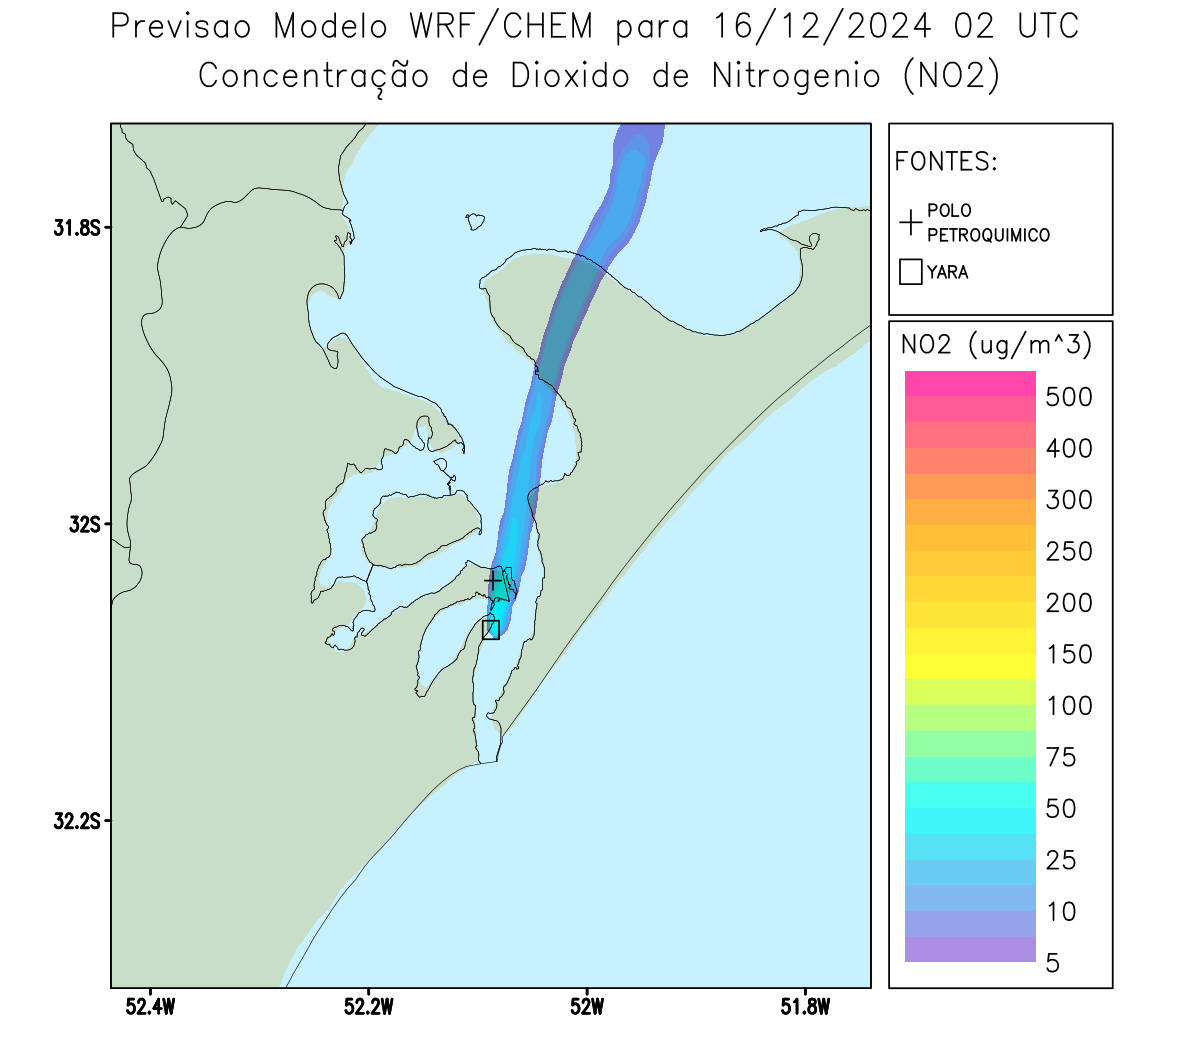 Previsao Modelo WRF/CHEM para 16/12/2024 02 UTC
Concentração de Dioxido de Nitrogenio (NO2)
FONTES:
POLO
PETROQUIMICO
YARA
NO2 (ug/m^3)
500
400
300
250
200
150
100
75
50
25
10
5
31.8S
32S
32.2S
52.4W
52.2W
52W
51.8W